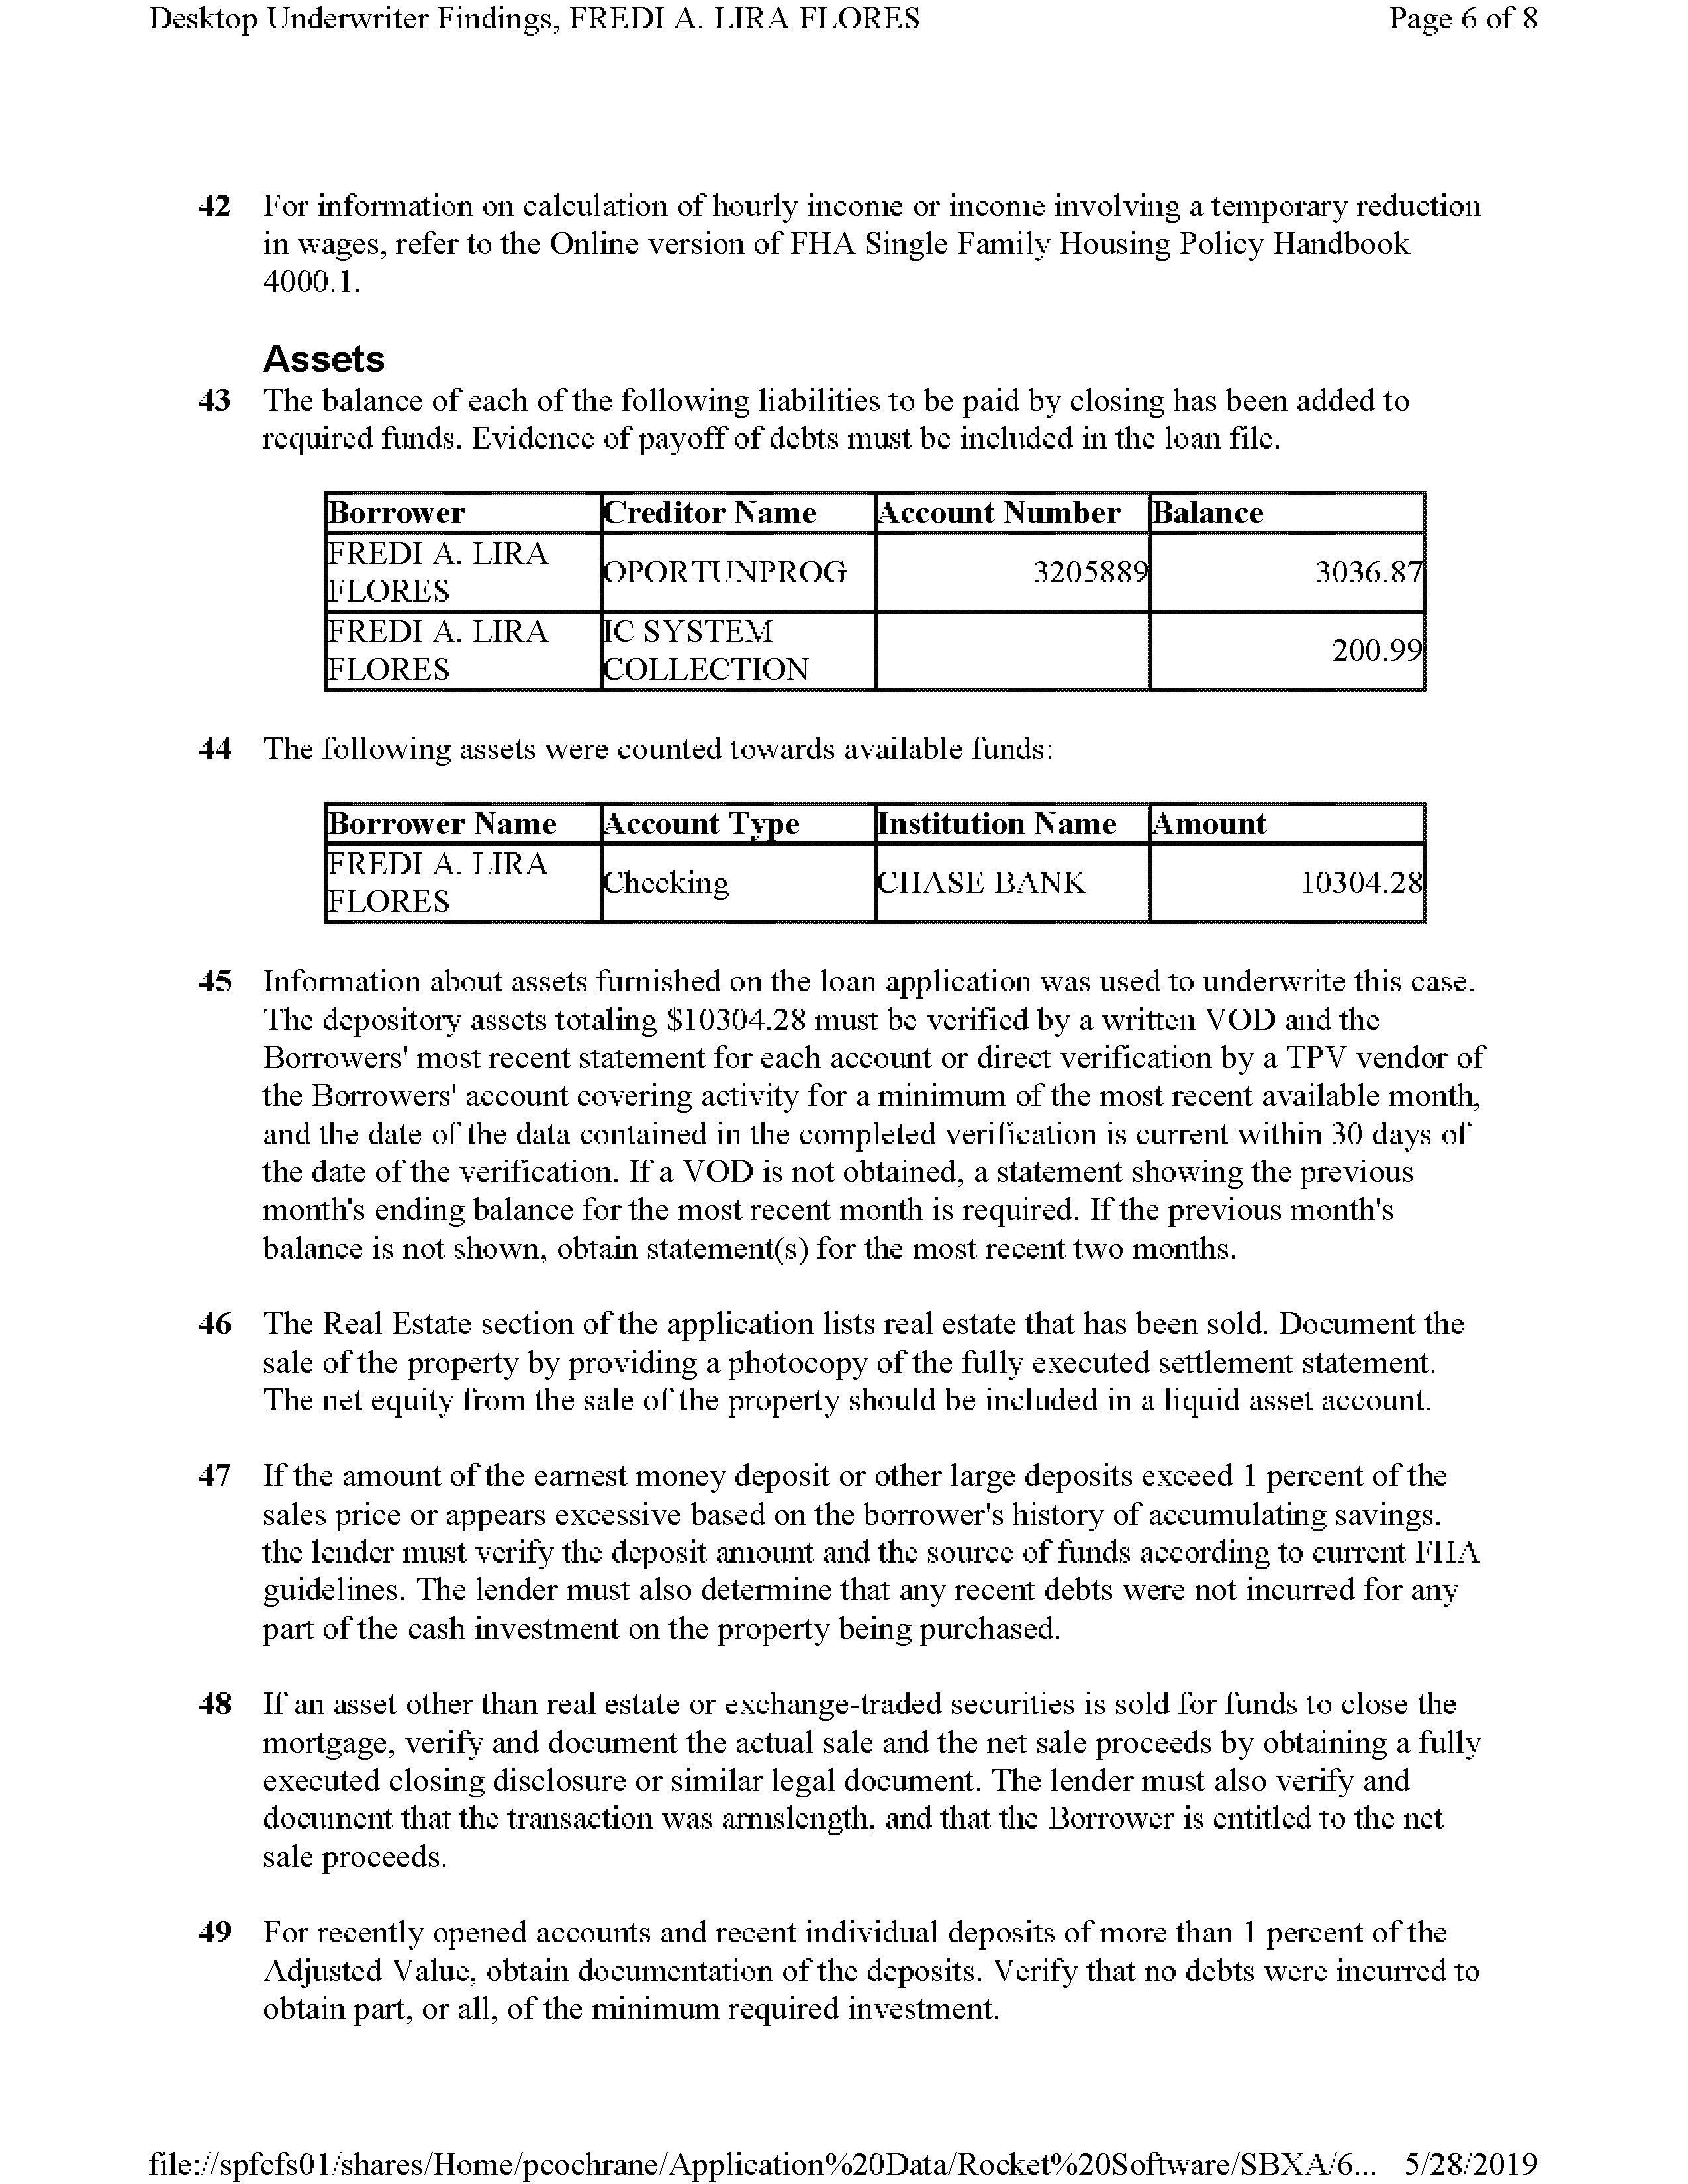 Desktop Underwriter Findings, FREDI A. LIRA FLORES Page 6 of 8
42 For information on calculation of hourly income or income involving a temporary reduction
in wages, refer to the Online version of FHA Single Family Housing Policy Handbook
4000.1.
Assets
43 The balance of each of the following liabilities to be paid by closing has been added to
required funds. Evidence of payoff of debts must be included in the loan file.
Borrower Creditor Name Account Number Balance
FREDI A. LIRA
FLORES
OPORTUNPROG 3205889 3036.87
FREDI A. LIRA
FLORES
IC SYSTEM
COLLECTION
200.99
44 The following assets were counted towards available funds:
Borrower Name Account Type Institution Name Amount
FREDI A. LIRA
FLORES
Checking CHASE BANK 10304.28
45 Information about assets furnished on the loan application was used to underwrite this case.
The depository assets totaling $10304.28 must be verified by a written VOD and the
Borrowers' most recent statement for each account or direct verification by a TPV vendor of
the Borrowers' account covering activity for a minimum of the most recent available month,
and the date of the data contained in the completed verification is current within 30 days of
the date of the verification. If a VOD is not obtained, a statement showing the previous
month's ending balance for the most recent month is required. If the previous month's
balance is not shown, obtain statement(s) for the most recent two months.
46 The Real Estate section of the application lists real estate that has been sold. Document the
sale of the property by providing a photocopy of the fully executed settlement statement.
The net equity from the sale of the property should be included in a liquid asset account.
47 If the amount of the earnest money deposit or other large deposits exceed 1 percent of the
sales price or appears excessive based on the borrower's history of accumulating savings,
the lender must verify the deposit amount and the source of funds according to current FHA
guidelines. The lender must also determine that any recent debts were not incurred for any
part of the cash investment on the property being purchased.
48 If an asset other than real estate or exchange-traded securities is sold for funds to close the
mortgage, verify and document the actual sale and the net sale proceeds by obtaining a fully
executed closing disclosure or similar legal document. The lender must also verify and
document that the transaction was armslength, and that the Borrower is entitled to the net
sale proceeds.
49 For recently opened accounts and recent individual deposits of more than 1 percent of the
Adjusted Value, obtain documentation of the deposits. Verify that no debts were incurred to
obtain part, or all, of the minimum required investment.
file://spfcfs01/shares/Home/pcochrane/Application%20Data/Rocket%20Software/SBXA/6... 5/28/2019